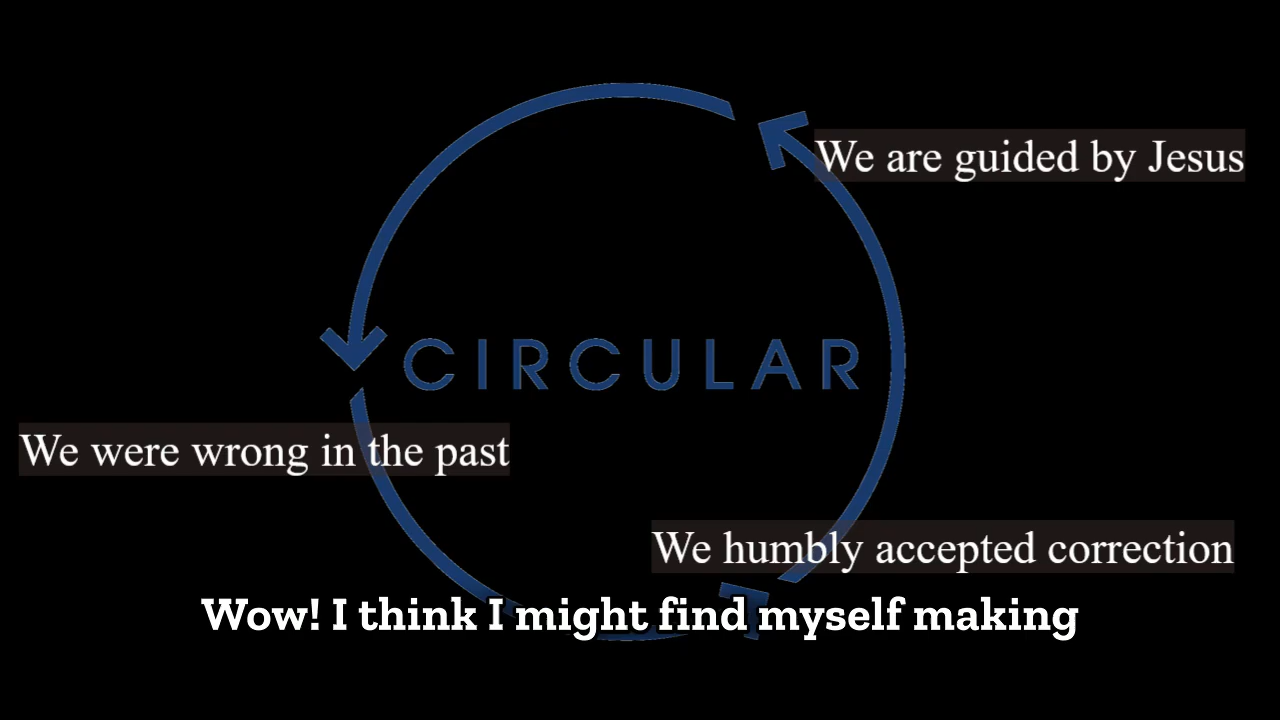 We are guided by Jesus
CIRCULAR
We were wrong in the past
We humbly accepted correction
Wow! I think I might find myself making